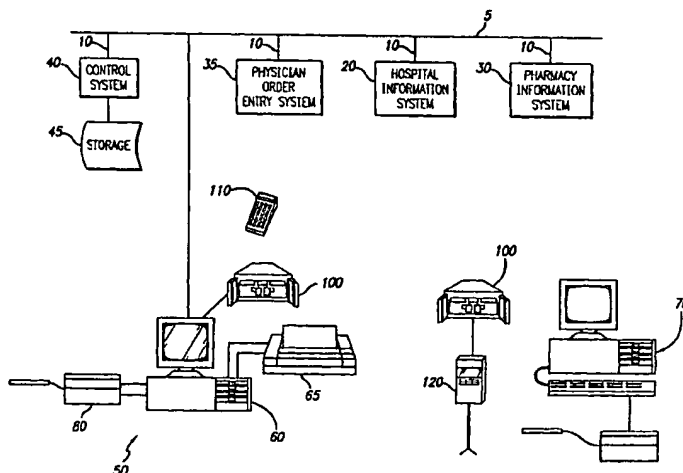 5
10
10
10
10
40
CONTROL
SYSTEM
35
PHYSICIAN
ORDER
ENTRY SYSTEM
20
HOSPITAL
INFORMATION
SYSTEM
30
PHARMACY
INFORMATION
SYSTEM
45
STORAGE
110
100
100
65
120
80
60
50